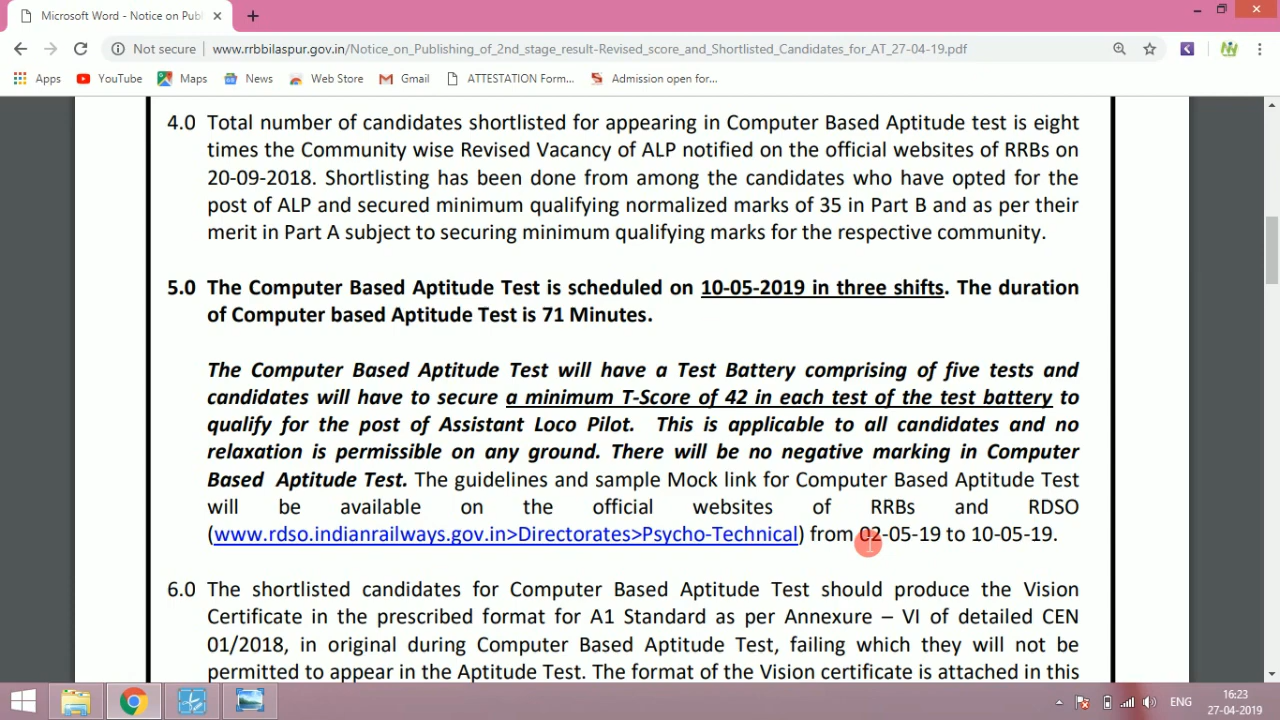 Microsoft Word - Notice on Publ
Not secure | www.rrbbilaspur.gov.in/Notice_on_Publishing_of_2nd_stage_result-Revised_score_and_Shortlisted_Candidates_for_AT_27-04-19.pdf
Apps YouTube Maps News Web Store Gmail ATTESTATION Form... Admission open for...
4.0 Total number of candidates shortlisted for appearing in Computer Based Aptitude test is eight
times the Community wise Revised Vacancy of ALP notified on the official websites of RRBs on
20-09-2018. Shortlisting has been done from among the candidates who have opted for the
post of ALP and secured minimum qualifying normalized marks of 35 in Part B and as per their
merit in Part A subject to securing minimum qualifying marks for the respective community.
5.0 The Computer Based Aptitude Test is scheduled on 10-05-2019 in three shifts. The duration
of Computer based Aptitude Test is 71 Minutes.
The Computer Based Aptitude Test will have a Test Battery comprising of five tests and
candidates will have to secure a minimum T-Score of 42 in each test of the test battery to
qualify for the post of Assistant Loco Pilot. This is applicable to all candidates and no
relaxation is permissible on any ground. There will be no negative marking in Computer
Based Aptitude Test. The guidelines and sample Mock link for Computer Based Aptitude Test
will be available on the official websites of RRBs and RDSO
(www.rdso.indianrailways.gov.in>Directorates>Psycho-Technical) from 02-05-19 to 10-05-19.
6.0 The shortlisted candidates for Computer Based Aptitude Test should produce the Vision
Certificate in the prescribed format for A1 Standard as per Annexure – VI of detailed CEN
01/2018, in original during Computer Based Aptitude Test, failing which they will not be
permitted to appear in the Aptitude Test. The format of the Vision certificate is attached in this
ENG 16:23
27-04-2019